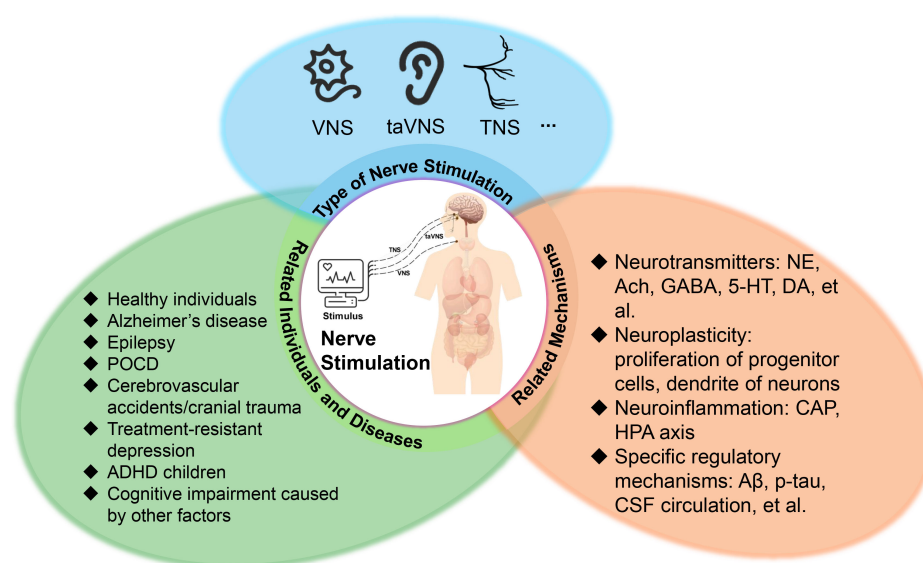 VNS
taVNS
TNS
...
Type of Nerve Stimulation
Related Individuals and Diseases
Related Mechanisms
TNS
taVNS
VNS
Stimulus
Nerve
Stimulation
◆ Healthy individuals
◆ Alzheimer’s disease
◆ Epilepsy
◆ POCD
◆ Cerebrovascular
accidents/cranial trauma
◆ Treatment-resistant
depression
◆ ADHD children
◆ Cognitive impairment caused
by other factors
◆ Neurotransmitters: NE,
Ach, GABA, 5-HT, DA, et
al.
◆ Neuroplasticity:
proliferation of progenitor
cells, dendrite of neurons
◆ Neuroinflammation: CAP,
HPA axis
◆ Specific regulatory
mechanisms: Aβ, p-tau,
CSF circulation, et al.